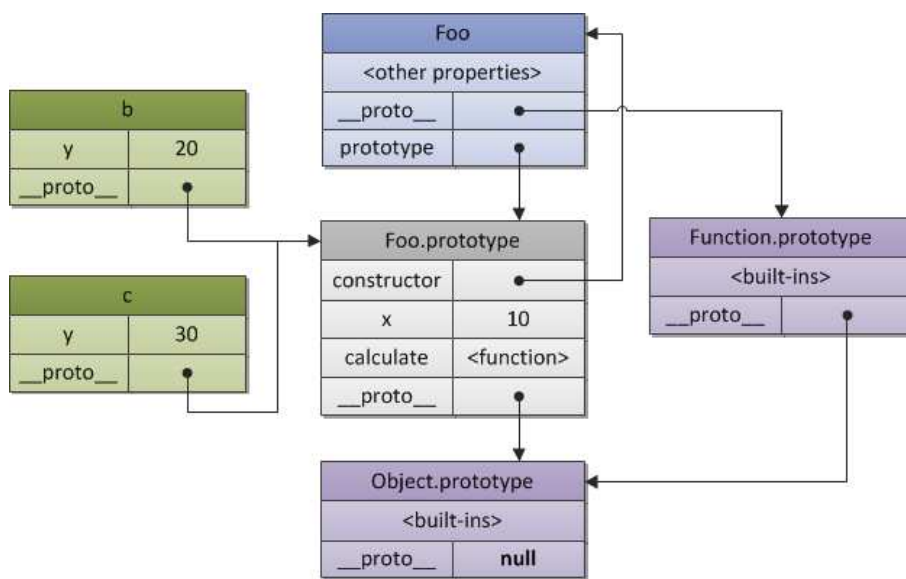 Foo
<other properties>
__proto__
prototype
b
y 20
__proto__
c
y 30
__proto__
Foo.prototype
constructor
x 10
calculate <function>
__proto__
Function.prototype
<built-ins>
__proto__
Object.prototype
<built-ins>
__proto__ null